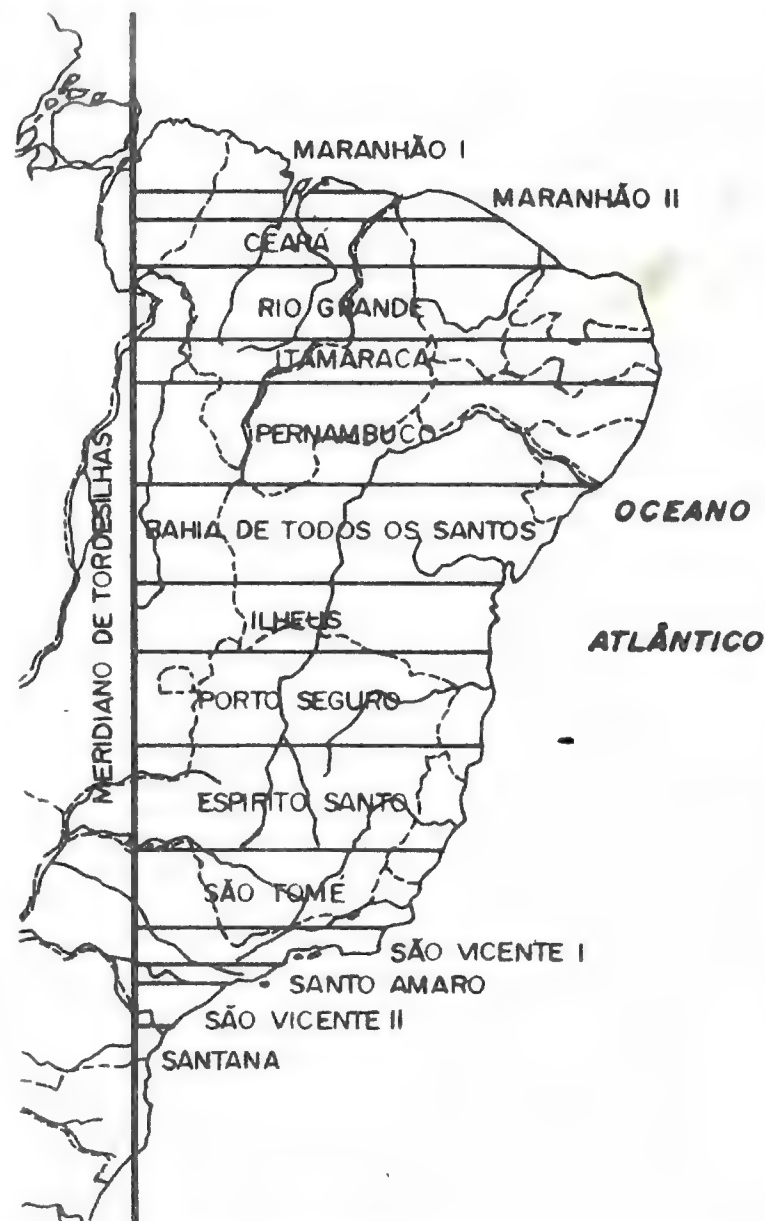 MARANHÃO I
MARANHÃO II
CEARÁ
RIO GRANDE
ITAMARACA
PERNAMBUCO
MERIDIANO DE TORDESILHAS
OCEANO
BAHIA DE TODOS OS SANTOS
ILHEUS
ATLÂNTICO
PORTO SEGURO
ESPIRITO SANTO
SÃO TOMÉ
SÃO VICENTE I
SANTO AMARO
SÃO VICENTE II
SANTANA